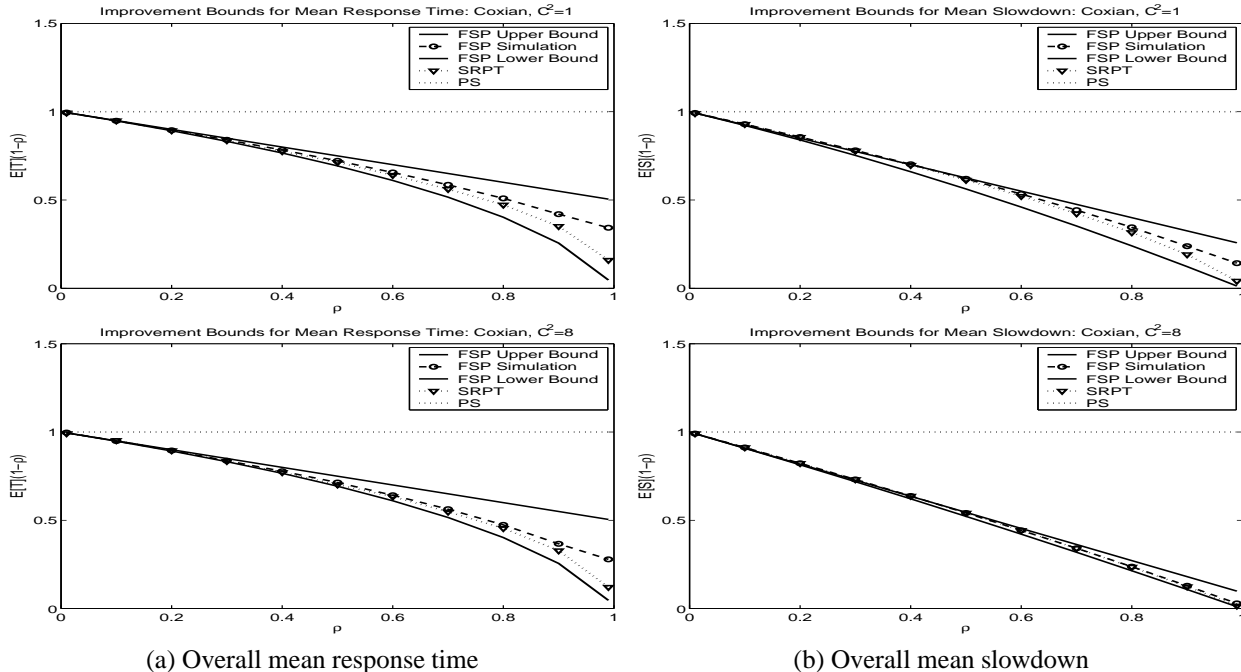 Improvement Bounds for Mean Response Time: Coxian, C²=1
1.5
1
0.5
0
E[T](1−ρ)
FSP Upper Bound
FSP Simulation
FSP Lower Bound
SRPT
PS
0 0.2 0.4 0.6 0.8 1
ρ
Improvement Bounds for Mean Slowdown: Coxian, C²=1
1.5
1
0.5
0
E[S](1−ρ)
FSP Upper Bound
FSP Simulation
FSP Lower Bound
SRPT
PS
0 0.2 0.4 0.6 0.8 1
ρ
Improvement Bounds for Mean Response Time: Coxian, C²=8
1.5
1
0.5
0
E[T](1−ρ)
FSP Upper Bound
FSP Simulation
FSP Lower Bound
SRPT
PS
0 0.2 0.4 0.6 0.8 1
ρ
Improvement Bounds for Mean Slowdown: Coxian, C²=8
1.5
1
0.5
0
E[S](1−ρ)
FSP Upper Bound
FSP Simulation
FSP Lower Bound
SRPT
PS
0 0.2 0.4 0.6 0.8 1
ρ
(a) Overall mean response time
(b) Overall mean slowdown